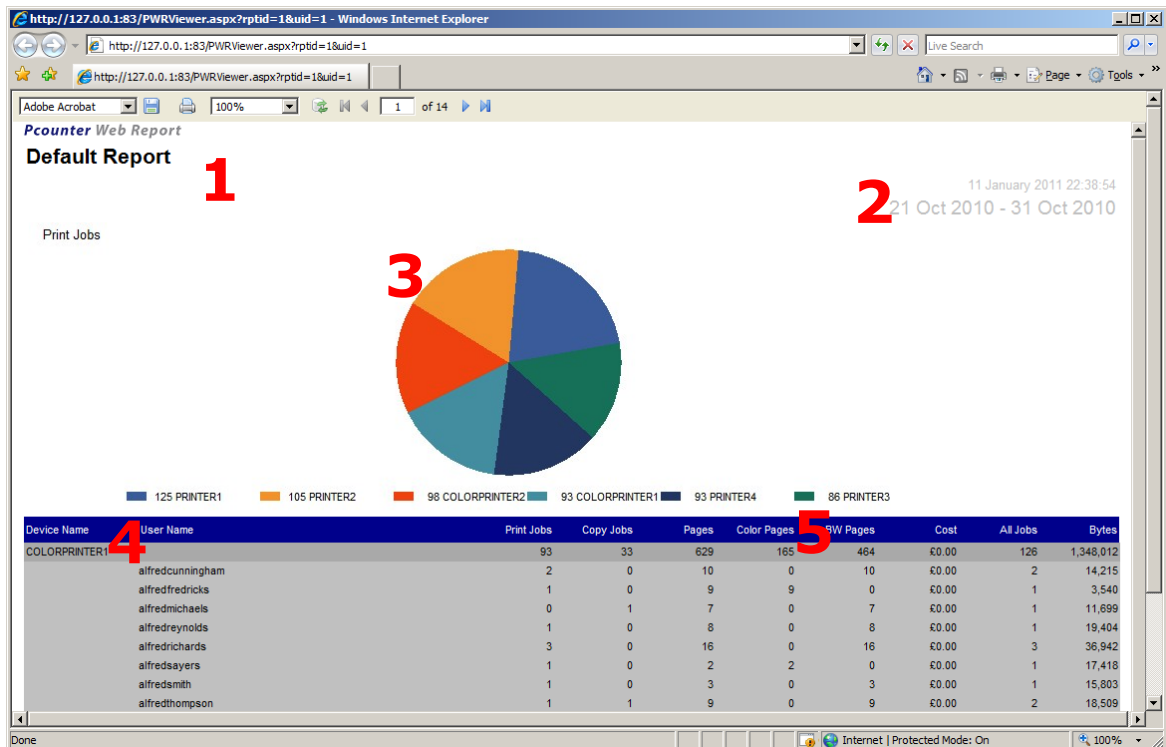 http://127.0.0.1:83/PWRViewer.aspx?rptid=1&uid=1 - Windows Internet Explorer
http://127.0.0.1:83/PWRViewer.aspx?rptid=1&uid=1
Live Search
http://127.0.0.1:83/PWRViewer.aspx?rptid=1&uid=1
Page Tools »
Adobe Acrobat 100% 1 of 14
Pcounter Web Report
Default Report
1
11 January 2011 22:38:54
2
21 Oct 2010 - 31 Oct 2010
Print Jobs
3
125 PRINTER1 105 PRINTER2 98 COLORPRINTER2 93 COLORPRINTER1 93 PRINTER4 86 PRINTER3
4
5
Device Name User Name Print Jobs Copy Jobs Pages Color Pages BW Pages Cost All Jobs Bytes
COLORPRINTER1 93 33 629 165 464 £0.00 126 1,348,012
alfredcunningham 2 0 10 0 10 £0.00 2 14,215
alfredfredricks 1 0 9 9 0 £0.00 1 3,540
alfredmichaels 0 1 7 0 7 £0.00 1 11,699
alfredreynolds 1 0 8 0 8 £0.00 1 19,404
alfredrichards 3 0 16 0 16 £0.00 3 36,942
alfredsayers 1 0 2 2 0 £0.00 1 17,418
alfredsmith 1 0 3 0 3 £0.00 1 15,803
alfredthompson 1 1 9 0 9 £0.00 2 18,509
Done Internet | Protected Mode: On 100%